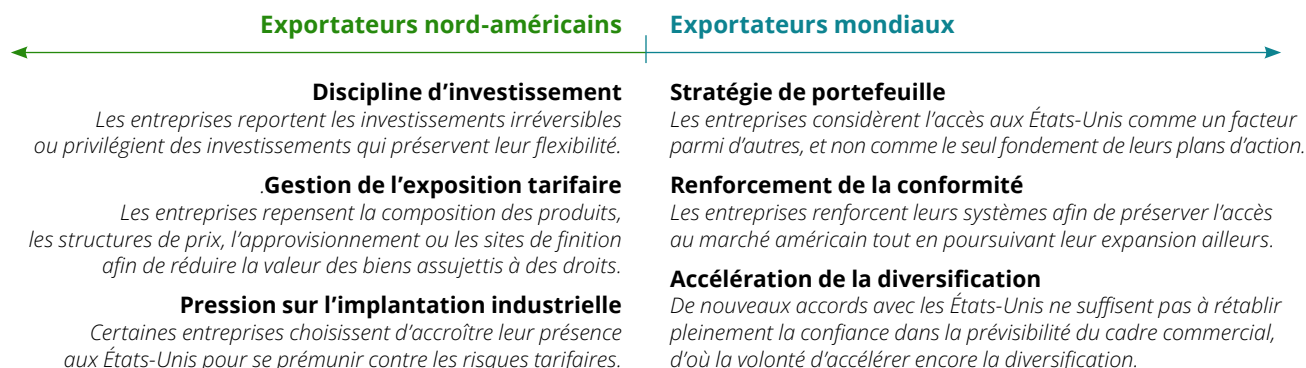 Exportateurs nord-américains
Discipline d’investissement
Les entreprises reportent les investissements irréversibles
ou privilégient des investissements qui préservent leur flexibilité.
.Gestion de l’exposition tarifaire
Les entreprises repensent la composition des produits,
les structures de prix, l’approvisionnement ou les sites de finition
afin de réduire la valeur des biens assujettis à des droits.
Pression sur l’implantation industrielle
Certaines entreprises choisissent d’accroître leur présence
aux États-Unis pour se prémunir contre les risques tarifaires.
Exportateurs mondiaux
Stratégie de portefeuille
Les entreprises considèrent l’accès aux États-Unis comme un facteur
parmi d’autres, et non comme le seul fondement de leurs plans d’action.
Renforcement de la conformité
Les entreprises renforcent leurs systèmes afin de préserver l’accès
au marché américain tout en poursuivant leur expansion ailleurs.
Accélération de la diversification
De nouveaux accords avec les États-Unis ne suffisent pas à rétablir
pleinement la confiance dans la prévisibilité du cadre commercial,
d’où la volonté d’accélérer encore la diversification.